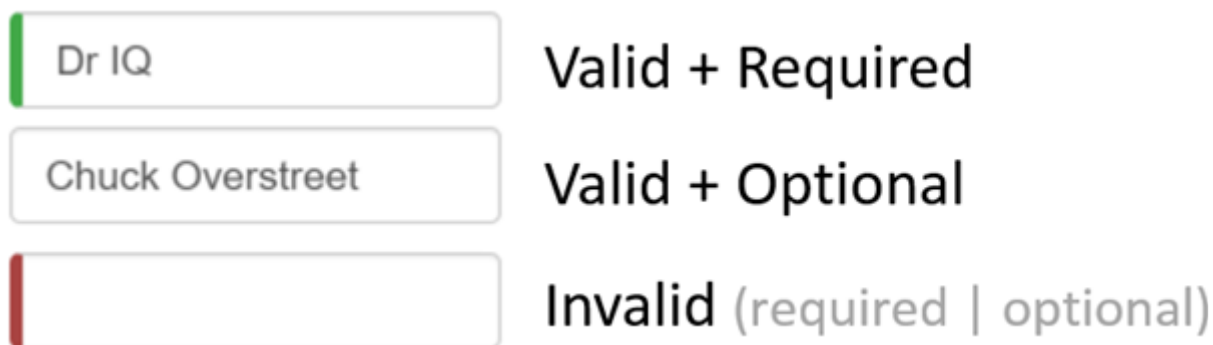 Dr IQ Valid + Required
Chuck Overstreet Valid + Optional
Invalid (required | optional)